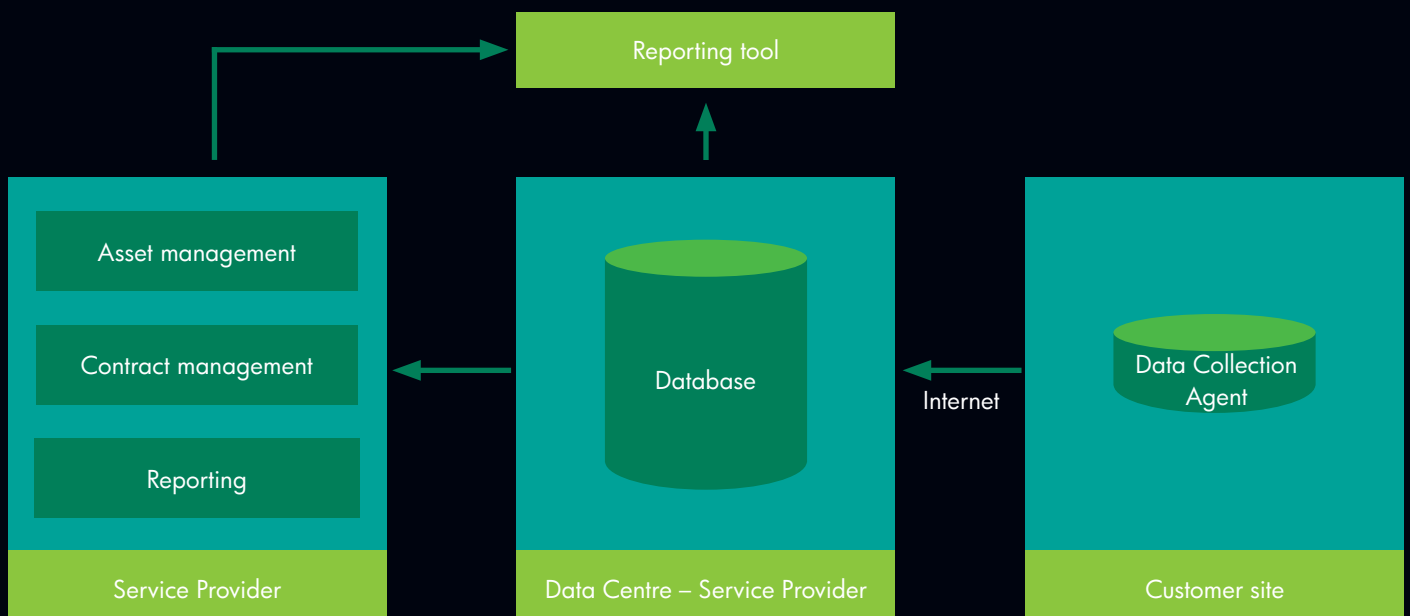 Reporting tool
Asset management
Contract management
Reporting
Service Provider
Database
Data Centre – Service Provider
Internet
Data Collection
Agent
Customer site